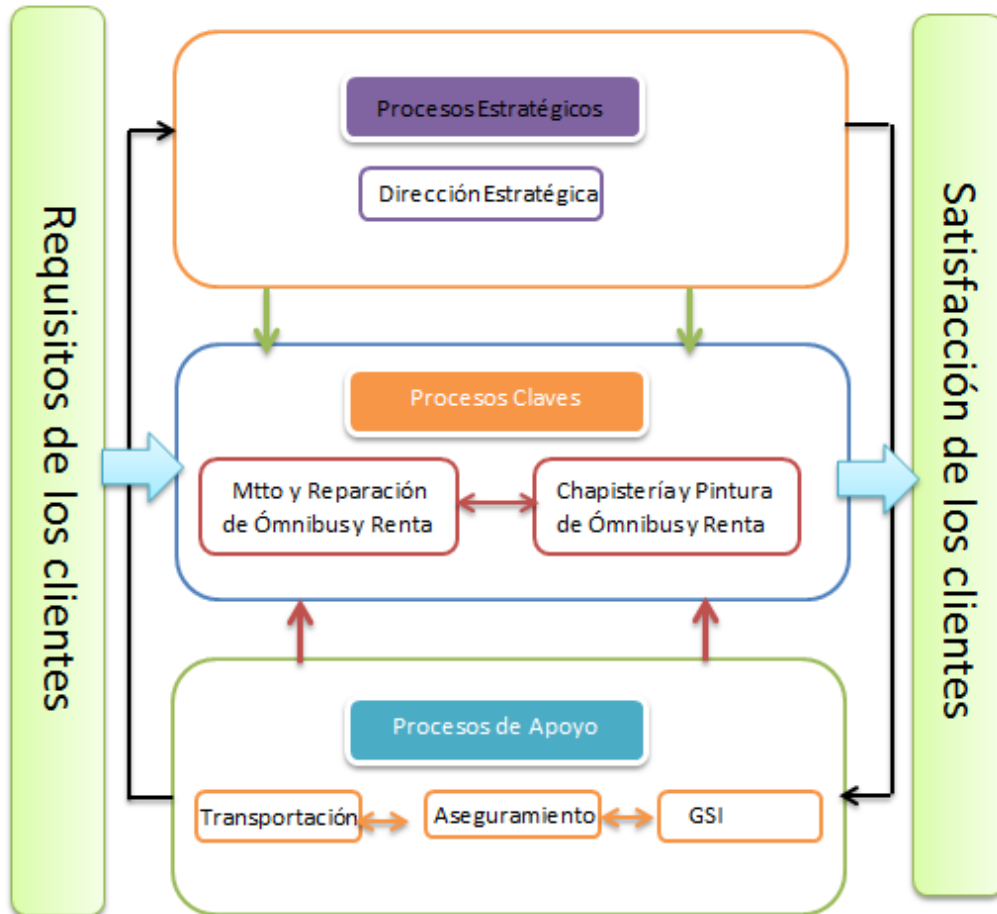 Requisitos de los clientes
Procesos Estratégicos
Dirección Estratégica
Procesos Claves
Mtto y Reparación
de Ómnibus y Renta
Chapistería y Pintura
de Ómnibus y Renta
Procesos de Apoyo
Transportación
Aseguramiento
GSI
Satisfacción de los clientes